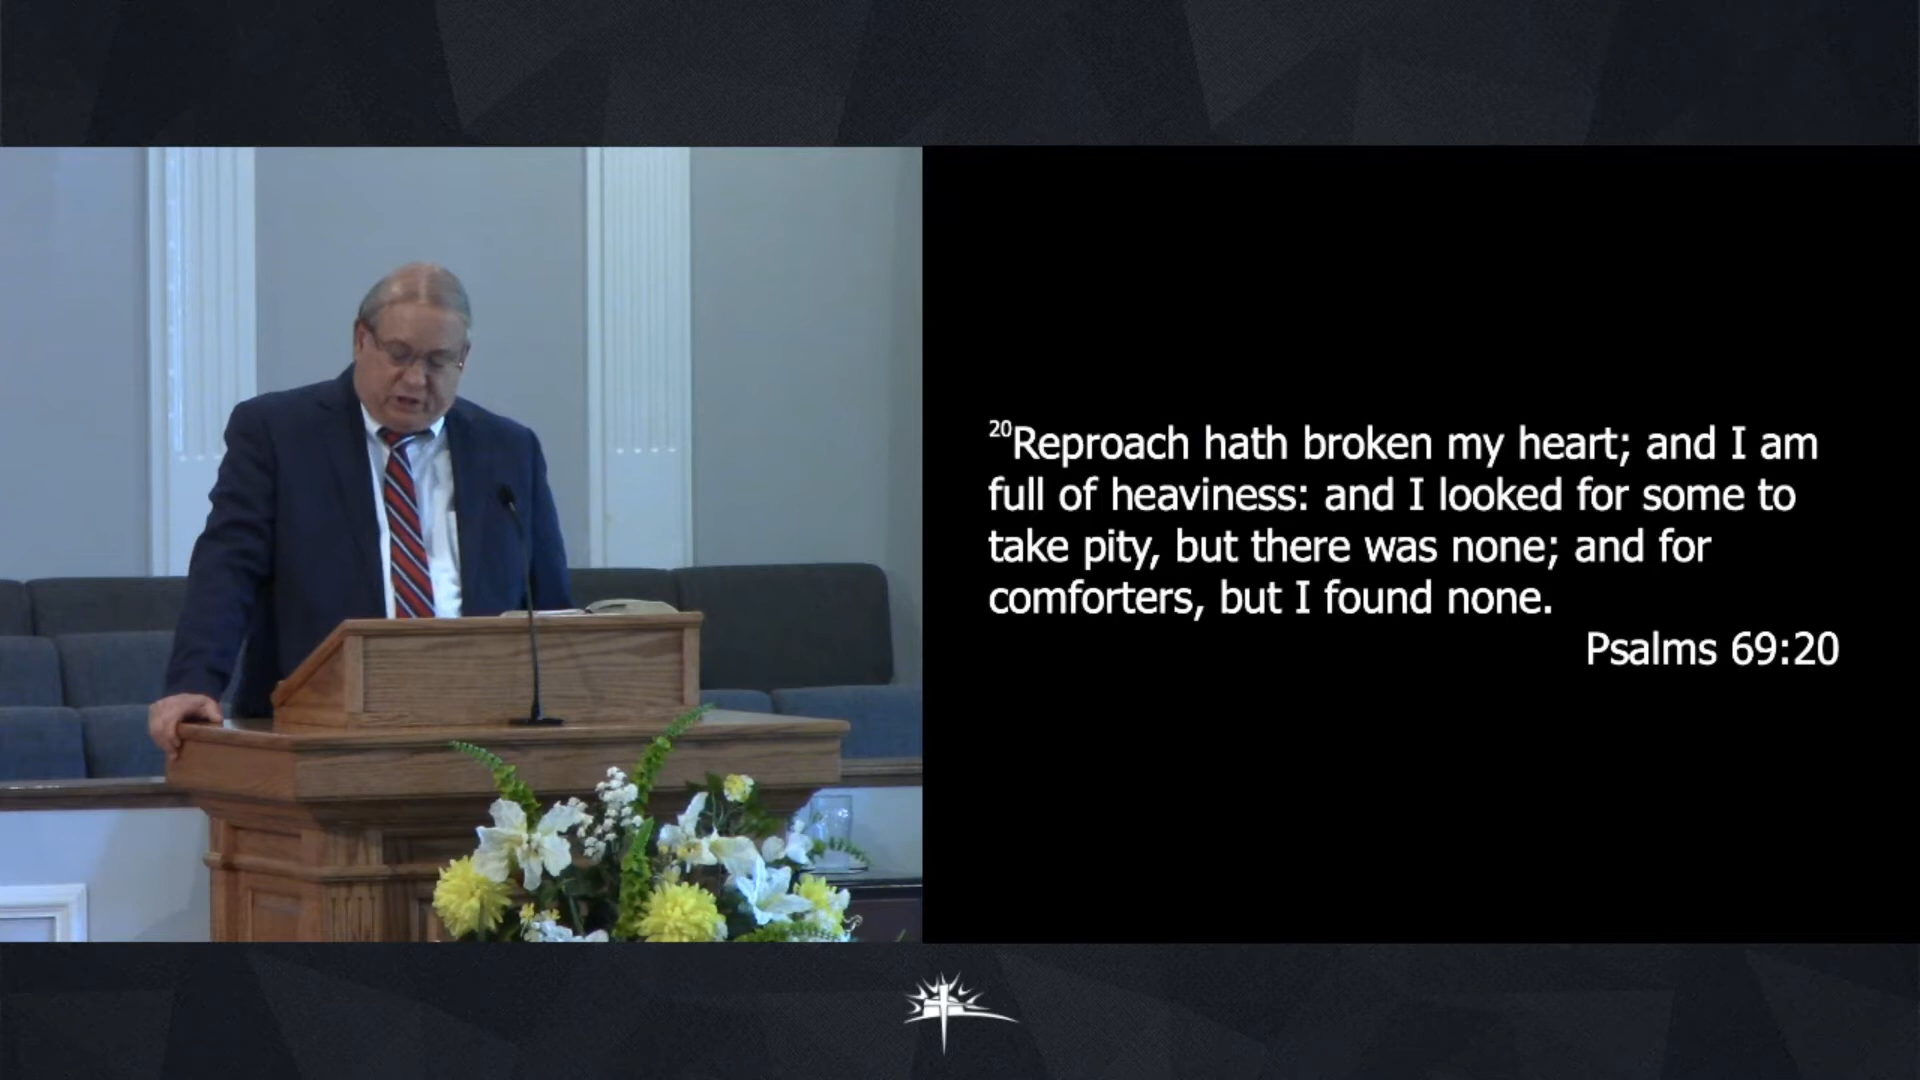 20Reproach hath broken my heart; and I am
full of heaviness: and I looked for some to
take pity, but there was none; and for
comforters, but I found none.
Psalms 69:20